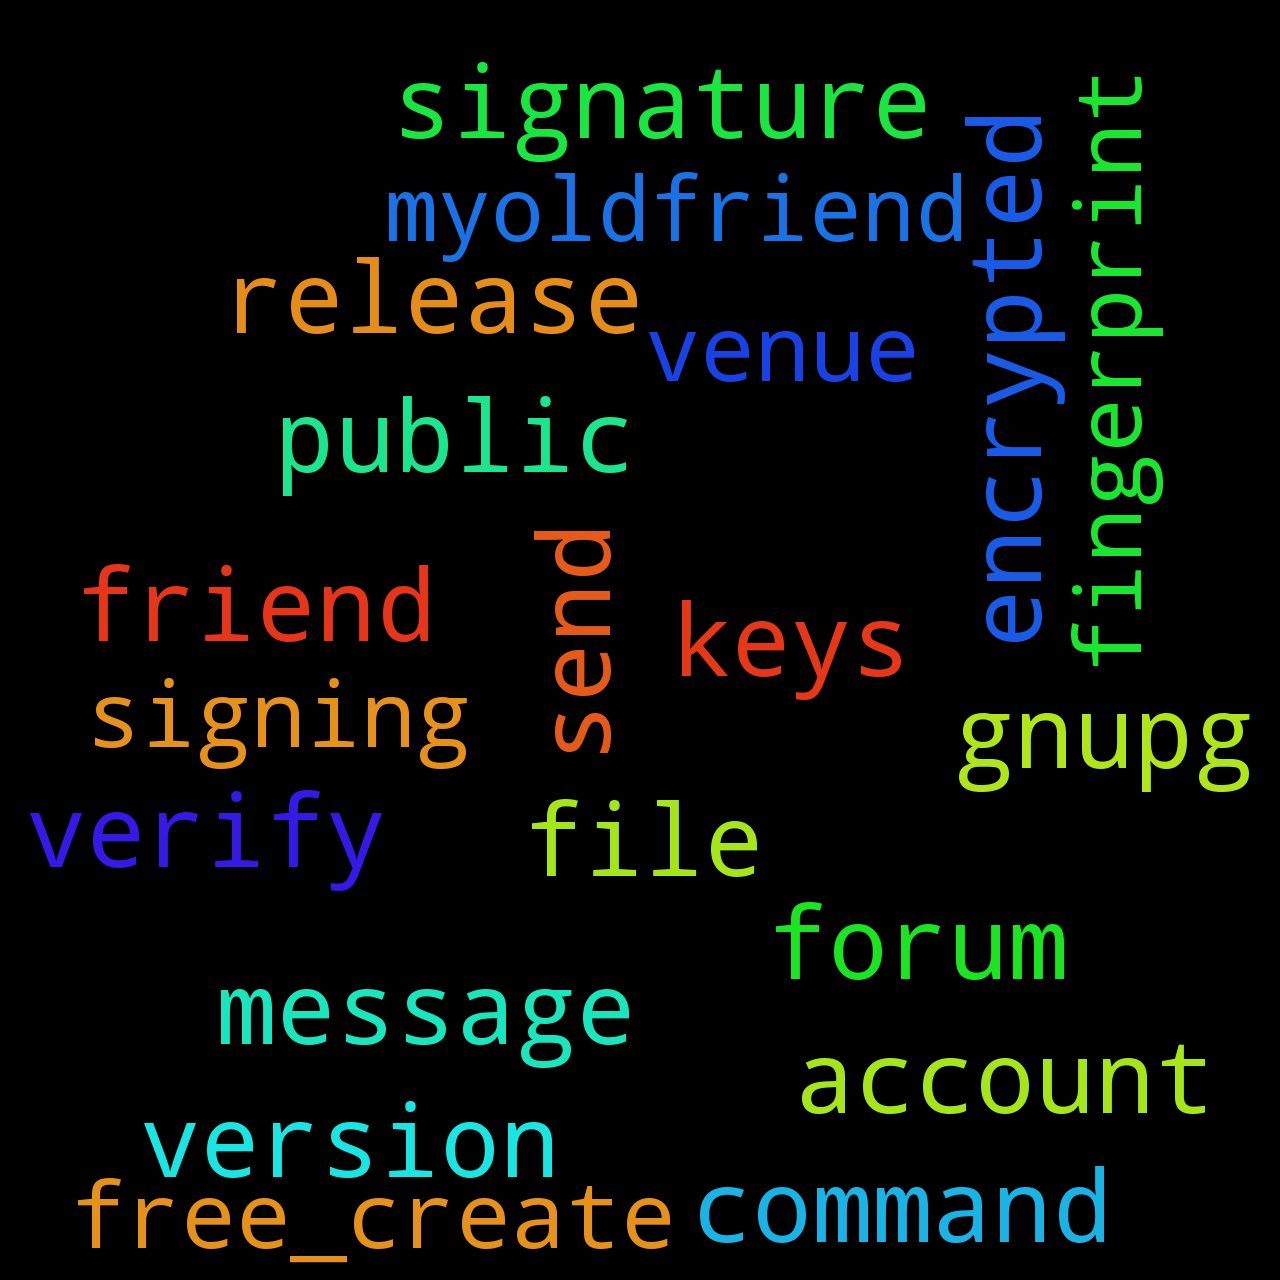 signature
myoldfriend
encrypted
fingerprint
release
venue
public
send
friend
keys
signing
gnupg
verify
file
forum
message
account
version
command
free_create